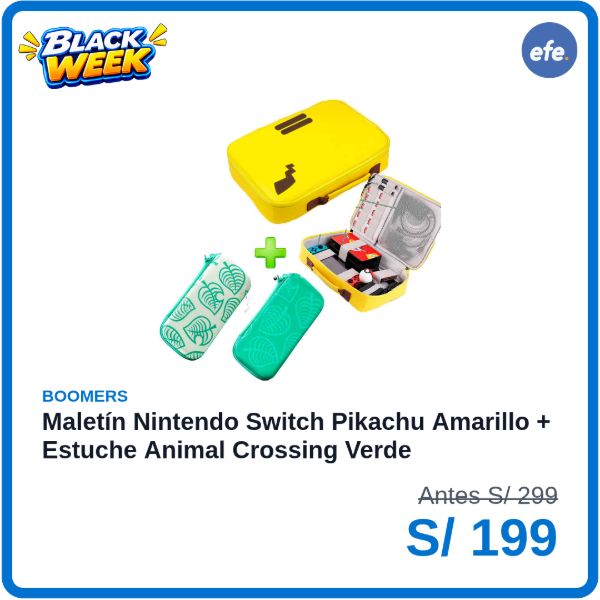 BLACK
WEEK
efe.
BOOMERS
Maletín Nintendo Switch Pikachu Amarillo +
Estuche Animal Crossing Verde
Antes S/ 299
S/ 199